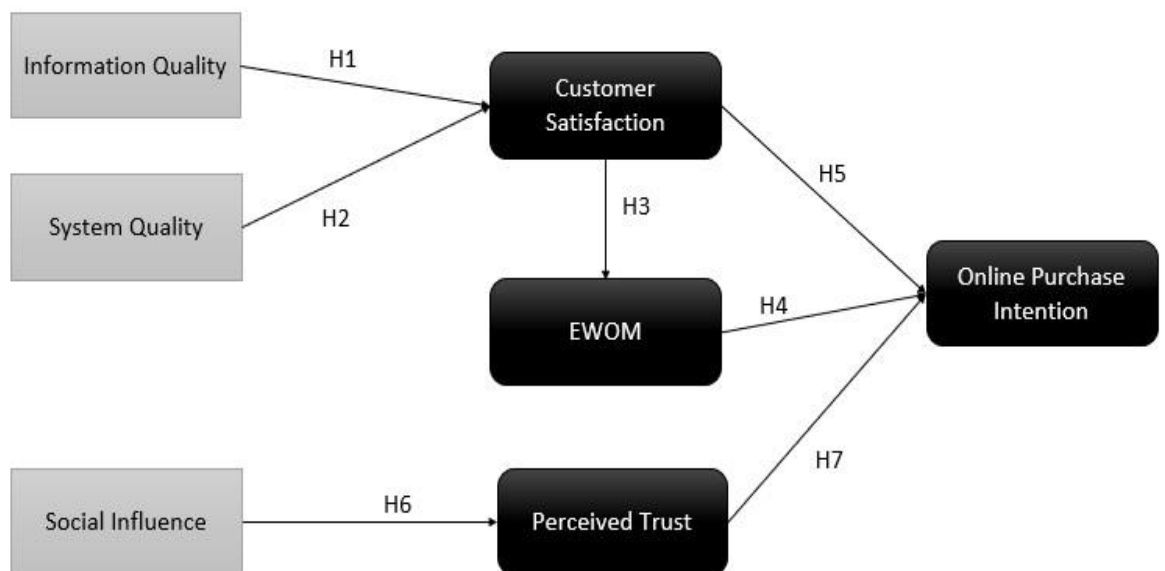 Information Quality
H1
Customer
Satisfaction
System Quality
H2
H3
H5
EWOM
H4
Online Purchase
Intention
Social Influence
H6
Perceived Trust
H7